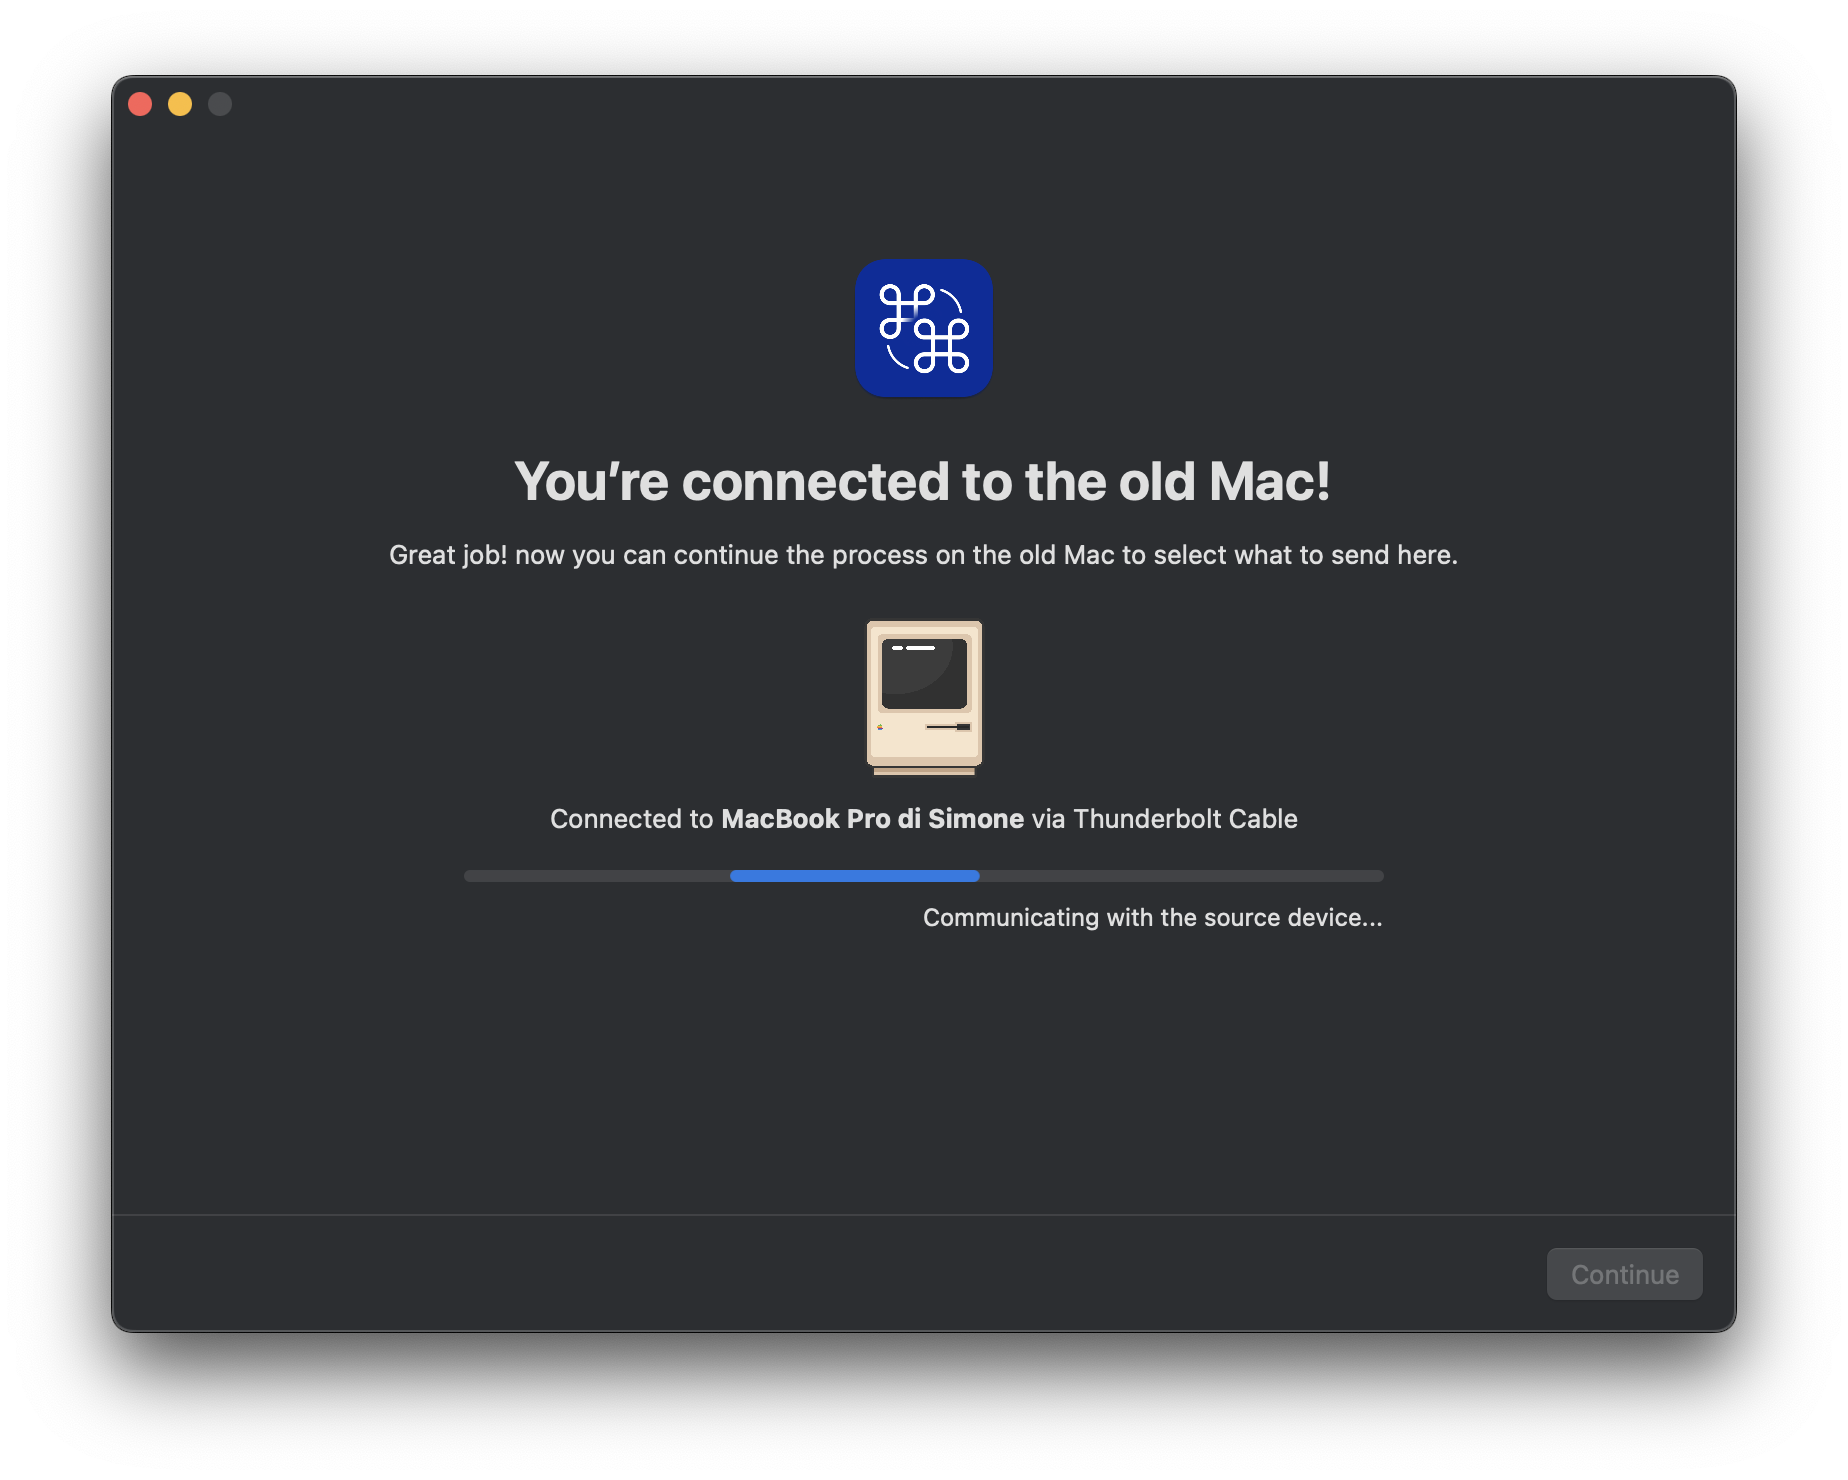 You’re connected to the old Mac!
Great job! now you can continue the process on the old Mac to select what to send here.
Connected to MacBook Pro di Simone via Thunderbolt Cable
Communicating with the source device...
Continue